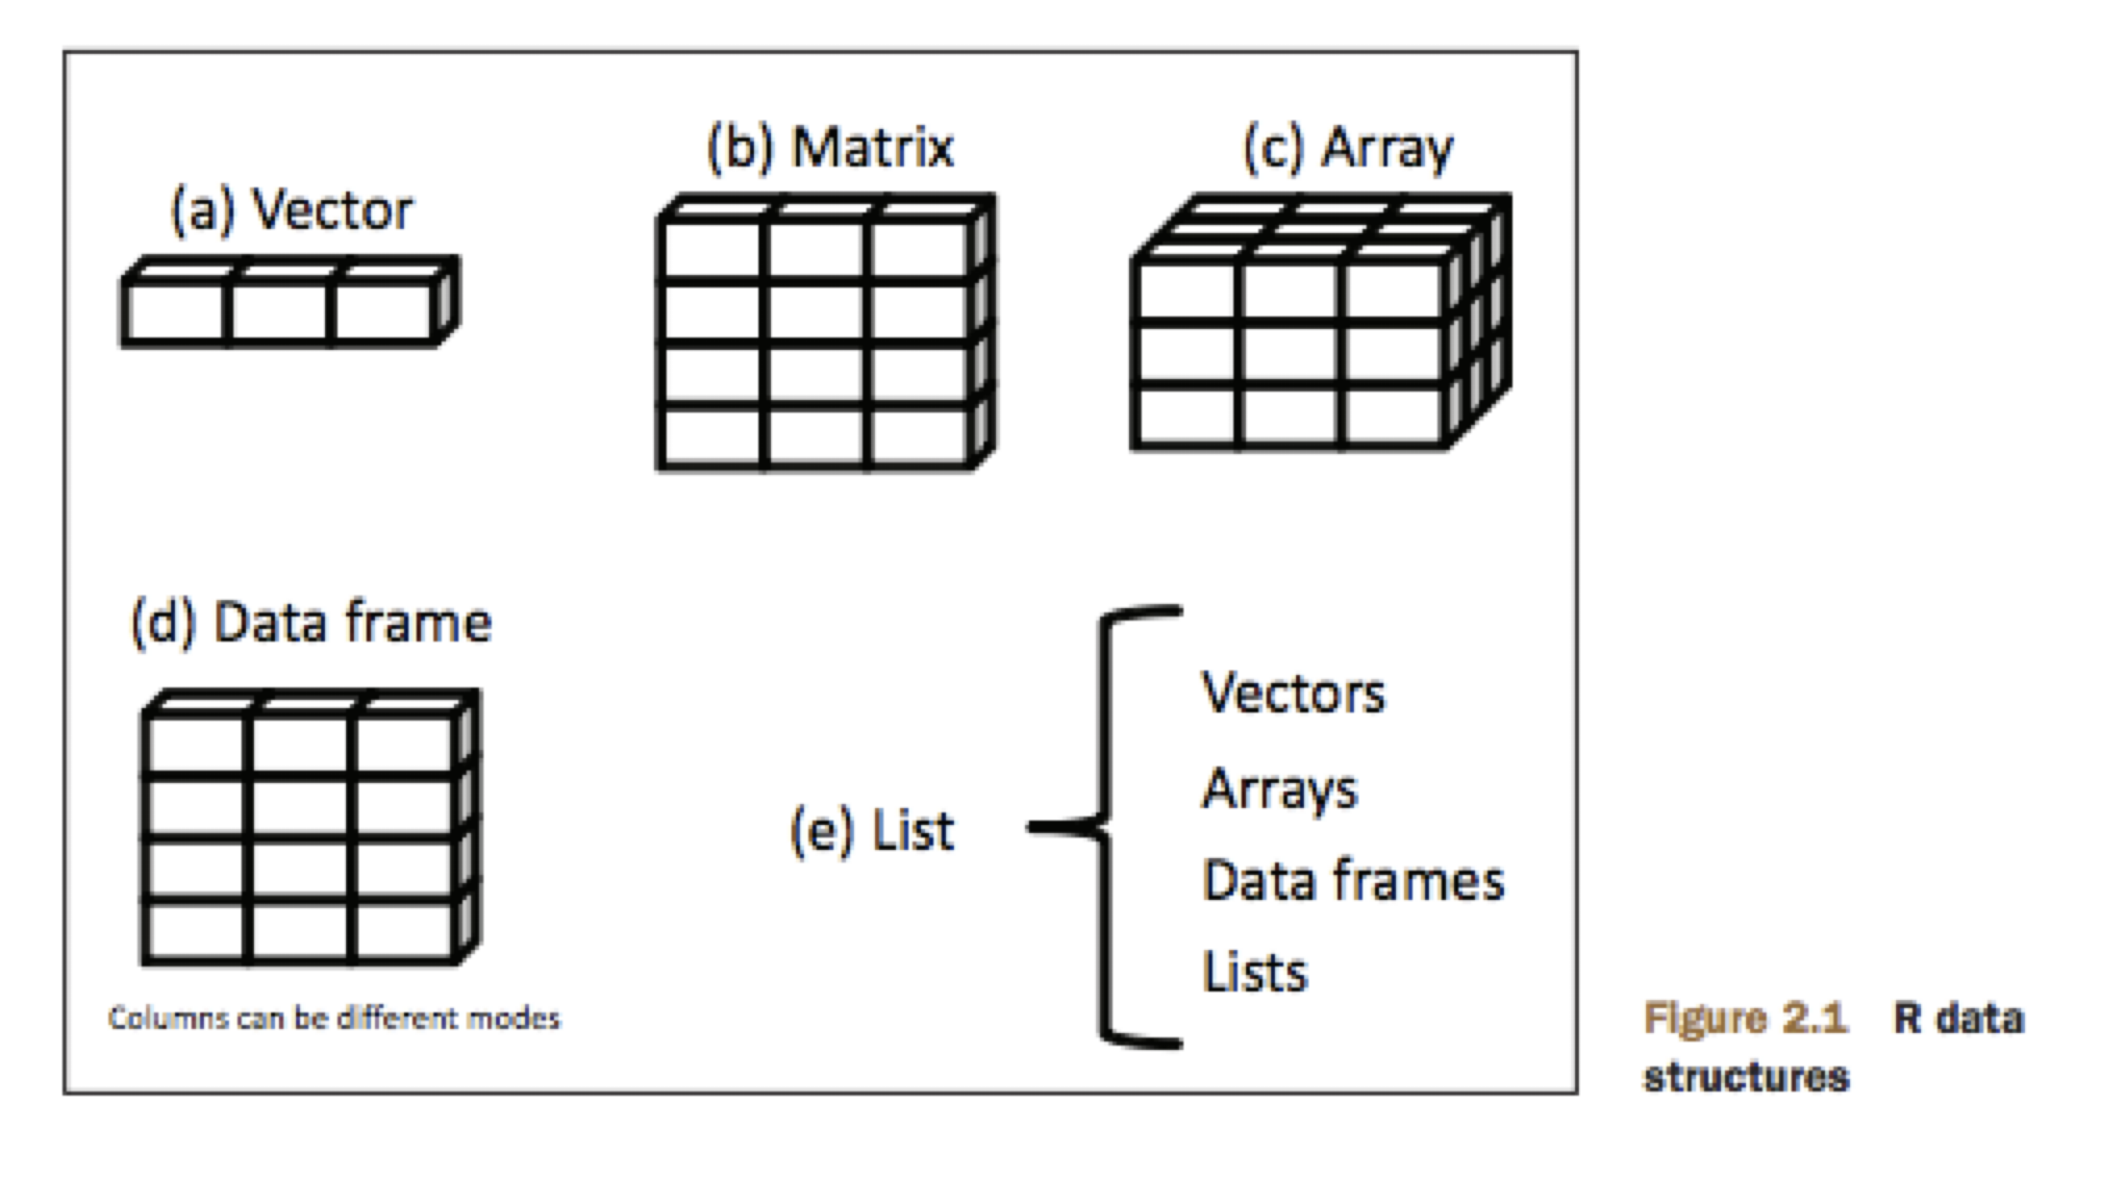 (a) Vector
(b) Matrix
(c) Array
(d) Data frame
Columns can be different modes
(e) List
Vectors
Arrays
Data frames
Lists
Figure 2.1 R data
structures